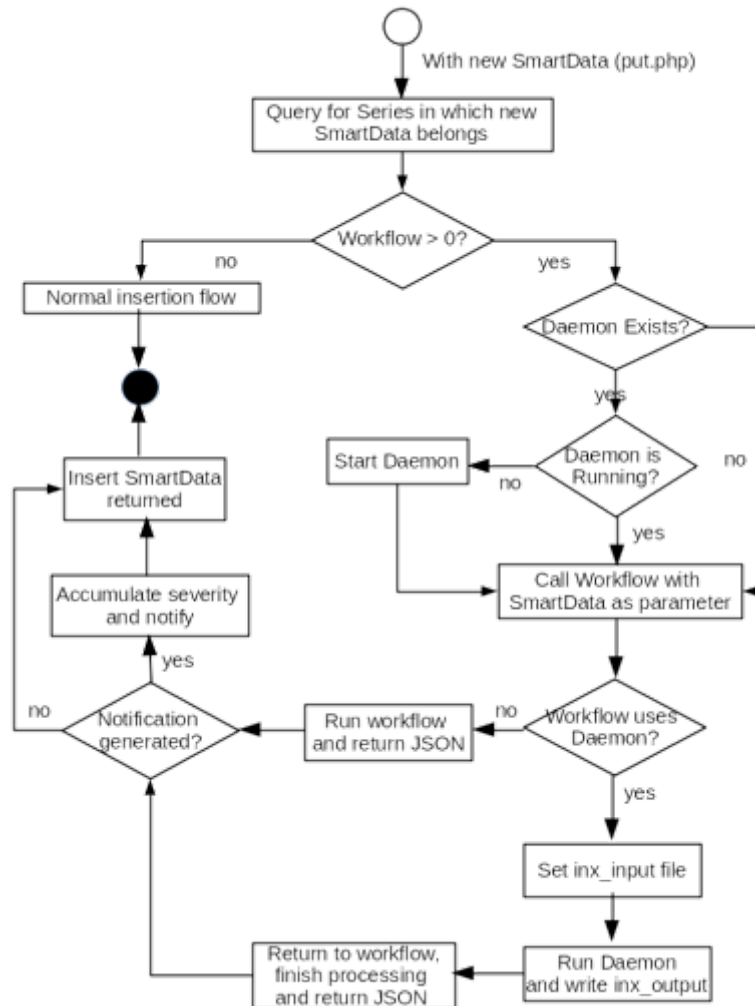 With new SmartData (put.php)
Query for Series in which new
SmartData belongs
Workflow > 0?
no
yes
Normal insertion flow
Daemon Exists?
yes
no
Daemon is
Running?
Start Daemon
no
yes
Insert SmartData
returned
Call Workflow with
SmartData as parameter
Accumulate severity
and notify
yes
no
Notification
generated?
Run workflow
and return JSON
no
Workflow uses
Daemon?
yes
Set inx_input file
Return to workflow,
finish processing
and return JSON
Run Daemon
and write inx_output